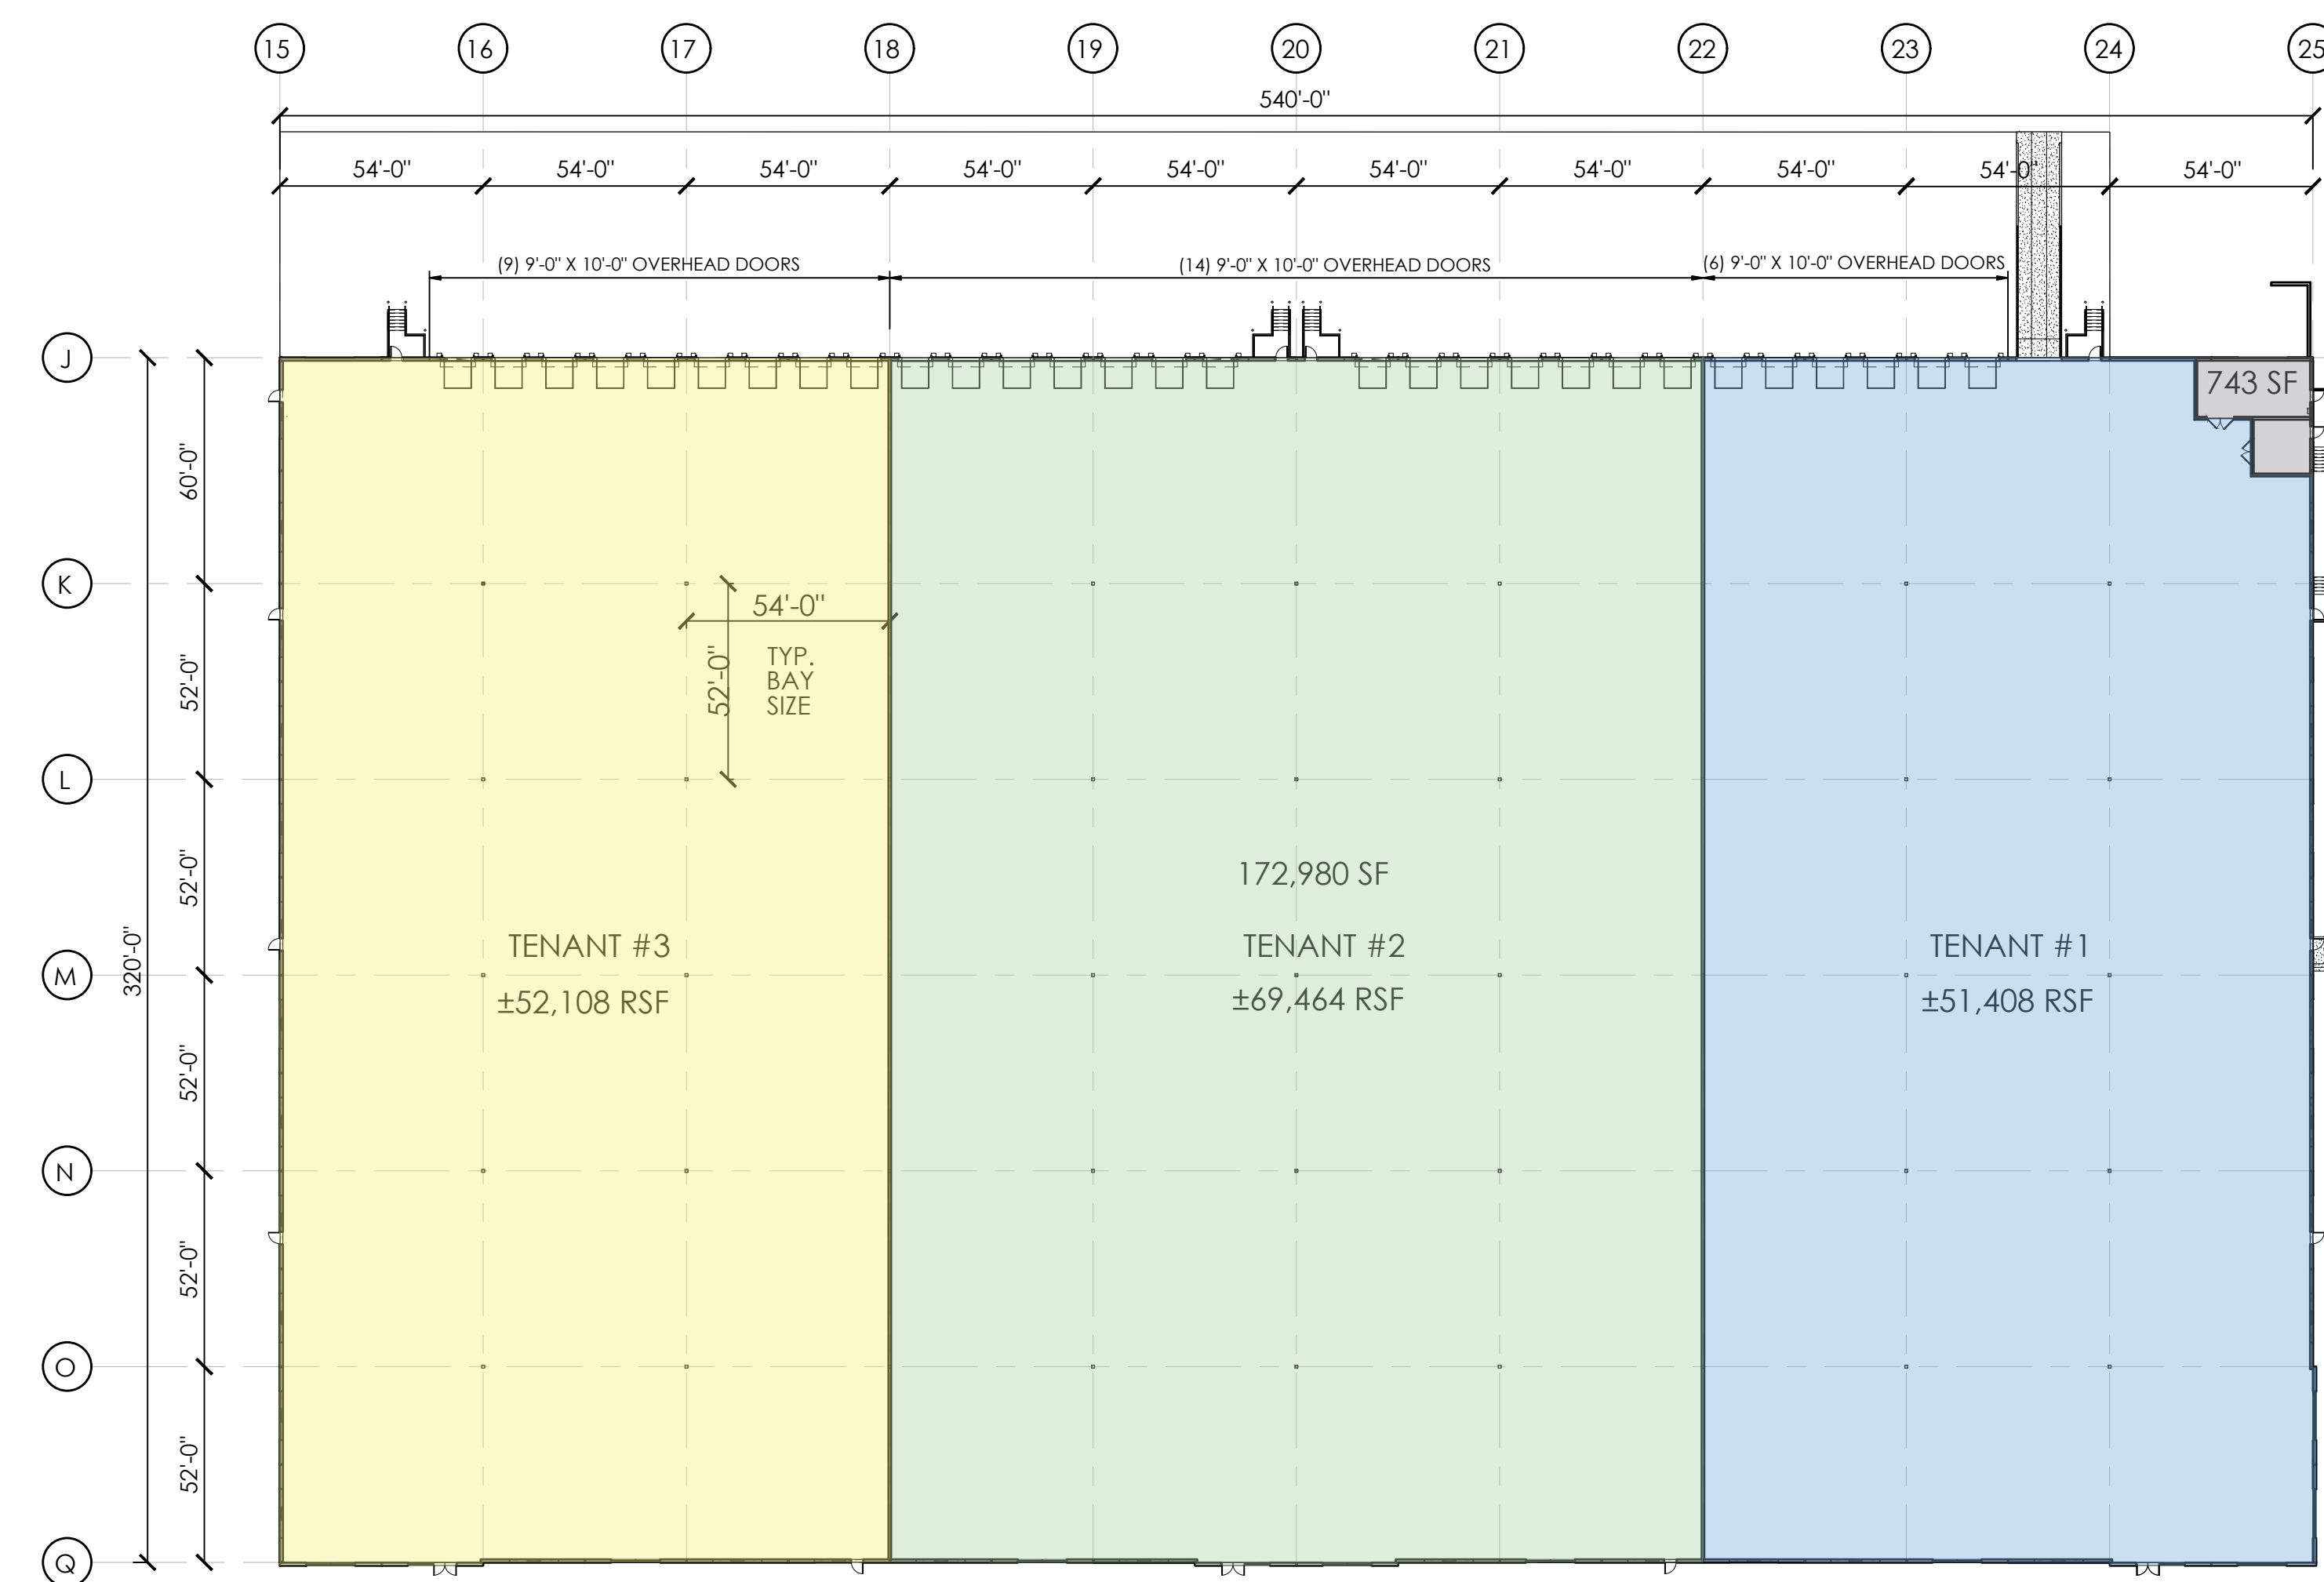 15 16 17 18 19 20 21 22 23 24 25
540'-0"
54'-0" 54'-0" 54'-0" 54'-0" 54'-0" 54'-0" 54'-0" 54'-0" 54'-0" 54'-0"
(9) 9'-0" X 10'-0" OVERHEAD DOORS
(14) 9'-0" X 10'-0" OVERHEAD DOORS
(6) 9'-0" X 10'-0" OVERHEAD DOORS
J
743 SF
60'-0"
K
54'-0"
52'-0"
TYP.
BAY
SIZE
52'-0"
L
52'-0"
172,980 SF
320'-0"
TENANT #3
±52,108 RSF
TENANT #2
±69,464 RSF
TENANT #1
±51,408 RSF
M
52'-0"
N
52'-0"
O
52'-0"
Q